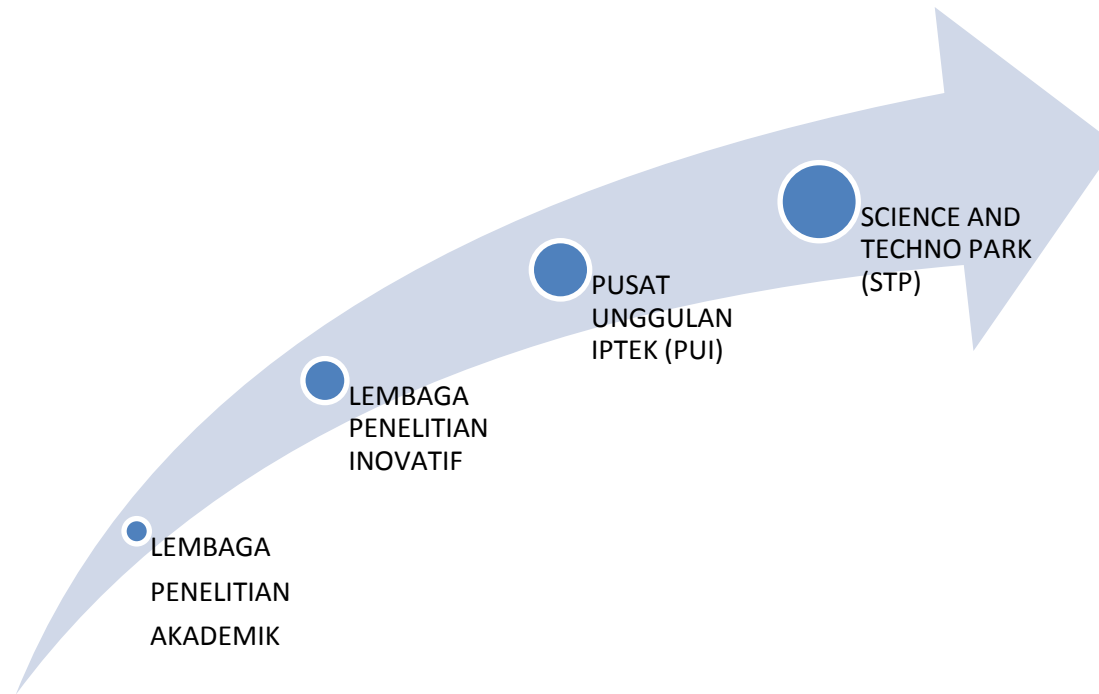 SCIENCE AND
TECHNO PARK
(STP)
PUSAT
UNGGULAN
IPTEK (PUI)
LEMBAGA
PENELITIAN
INOVATIF
LEMBAGA
PENELITIAN
AKADEMIK